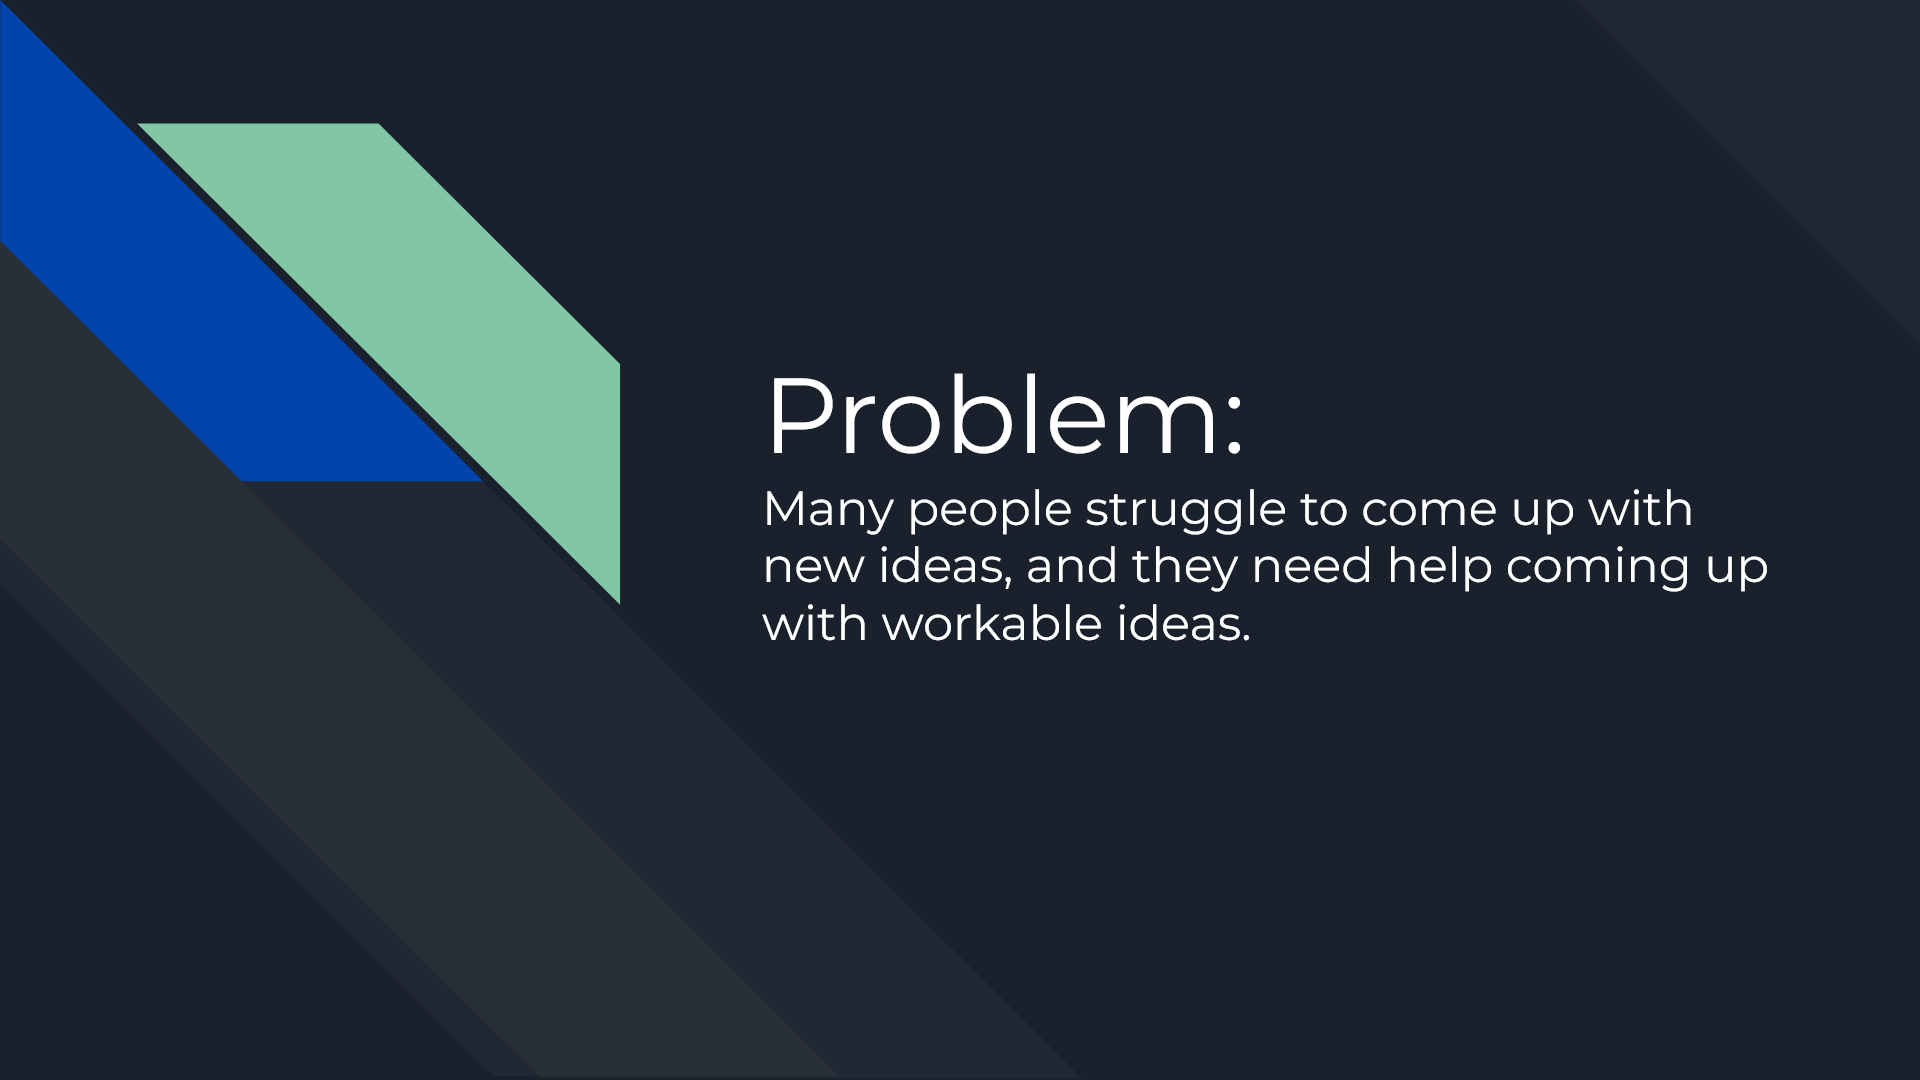 Problem:
Many people struggle to come up with
new ideas, and they need help coming up
with workable ideas.